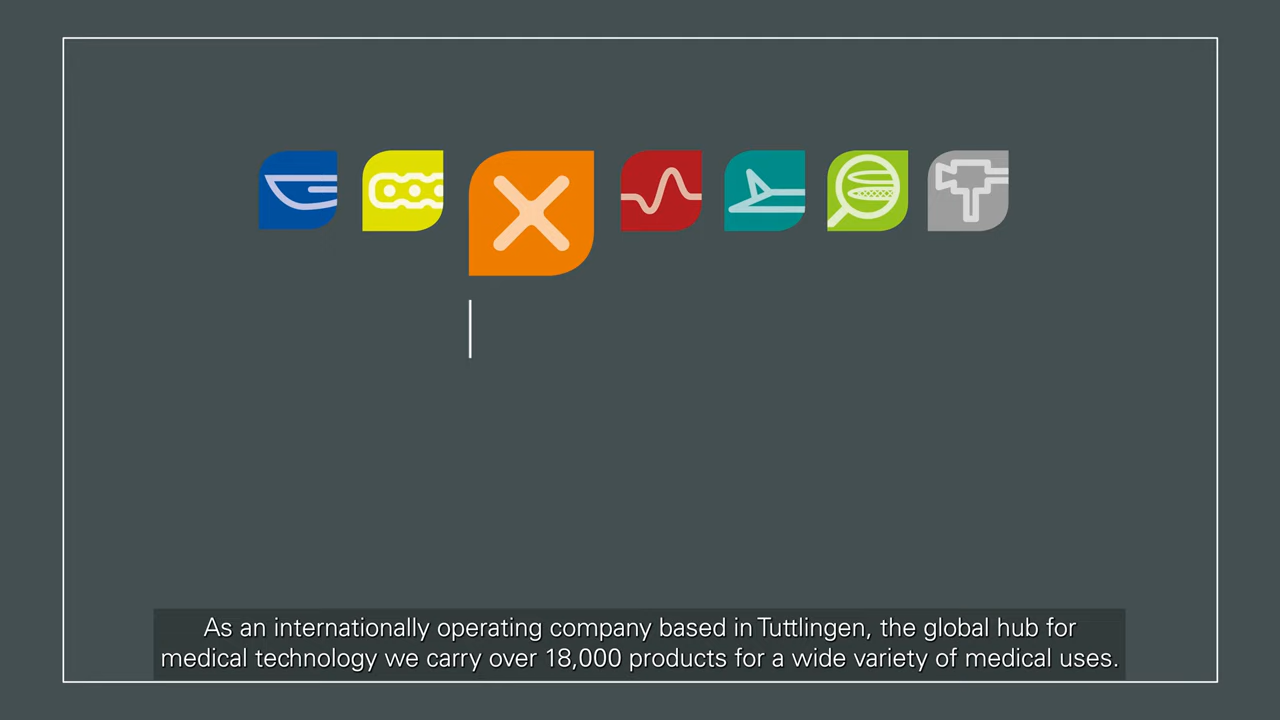 As an internationally operating company based in Tuttlingen, the global hub for
medical technology we carry over 18,000 products for a wide variety of medical uses.